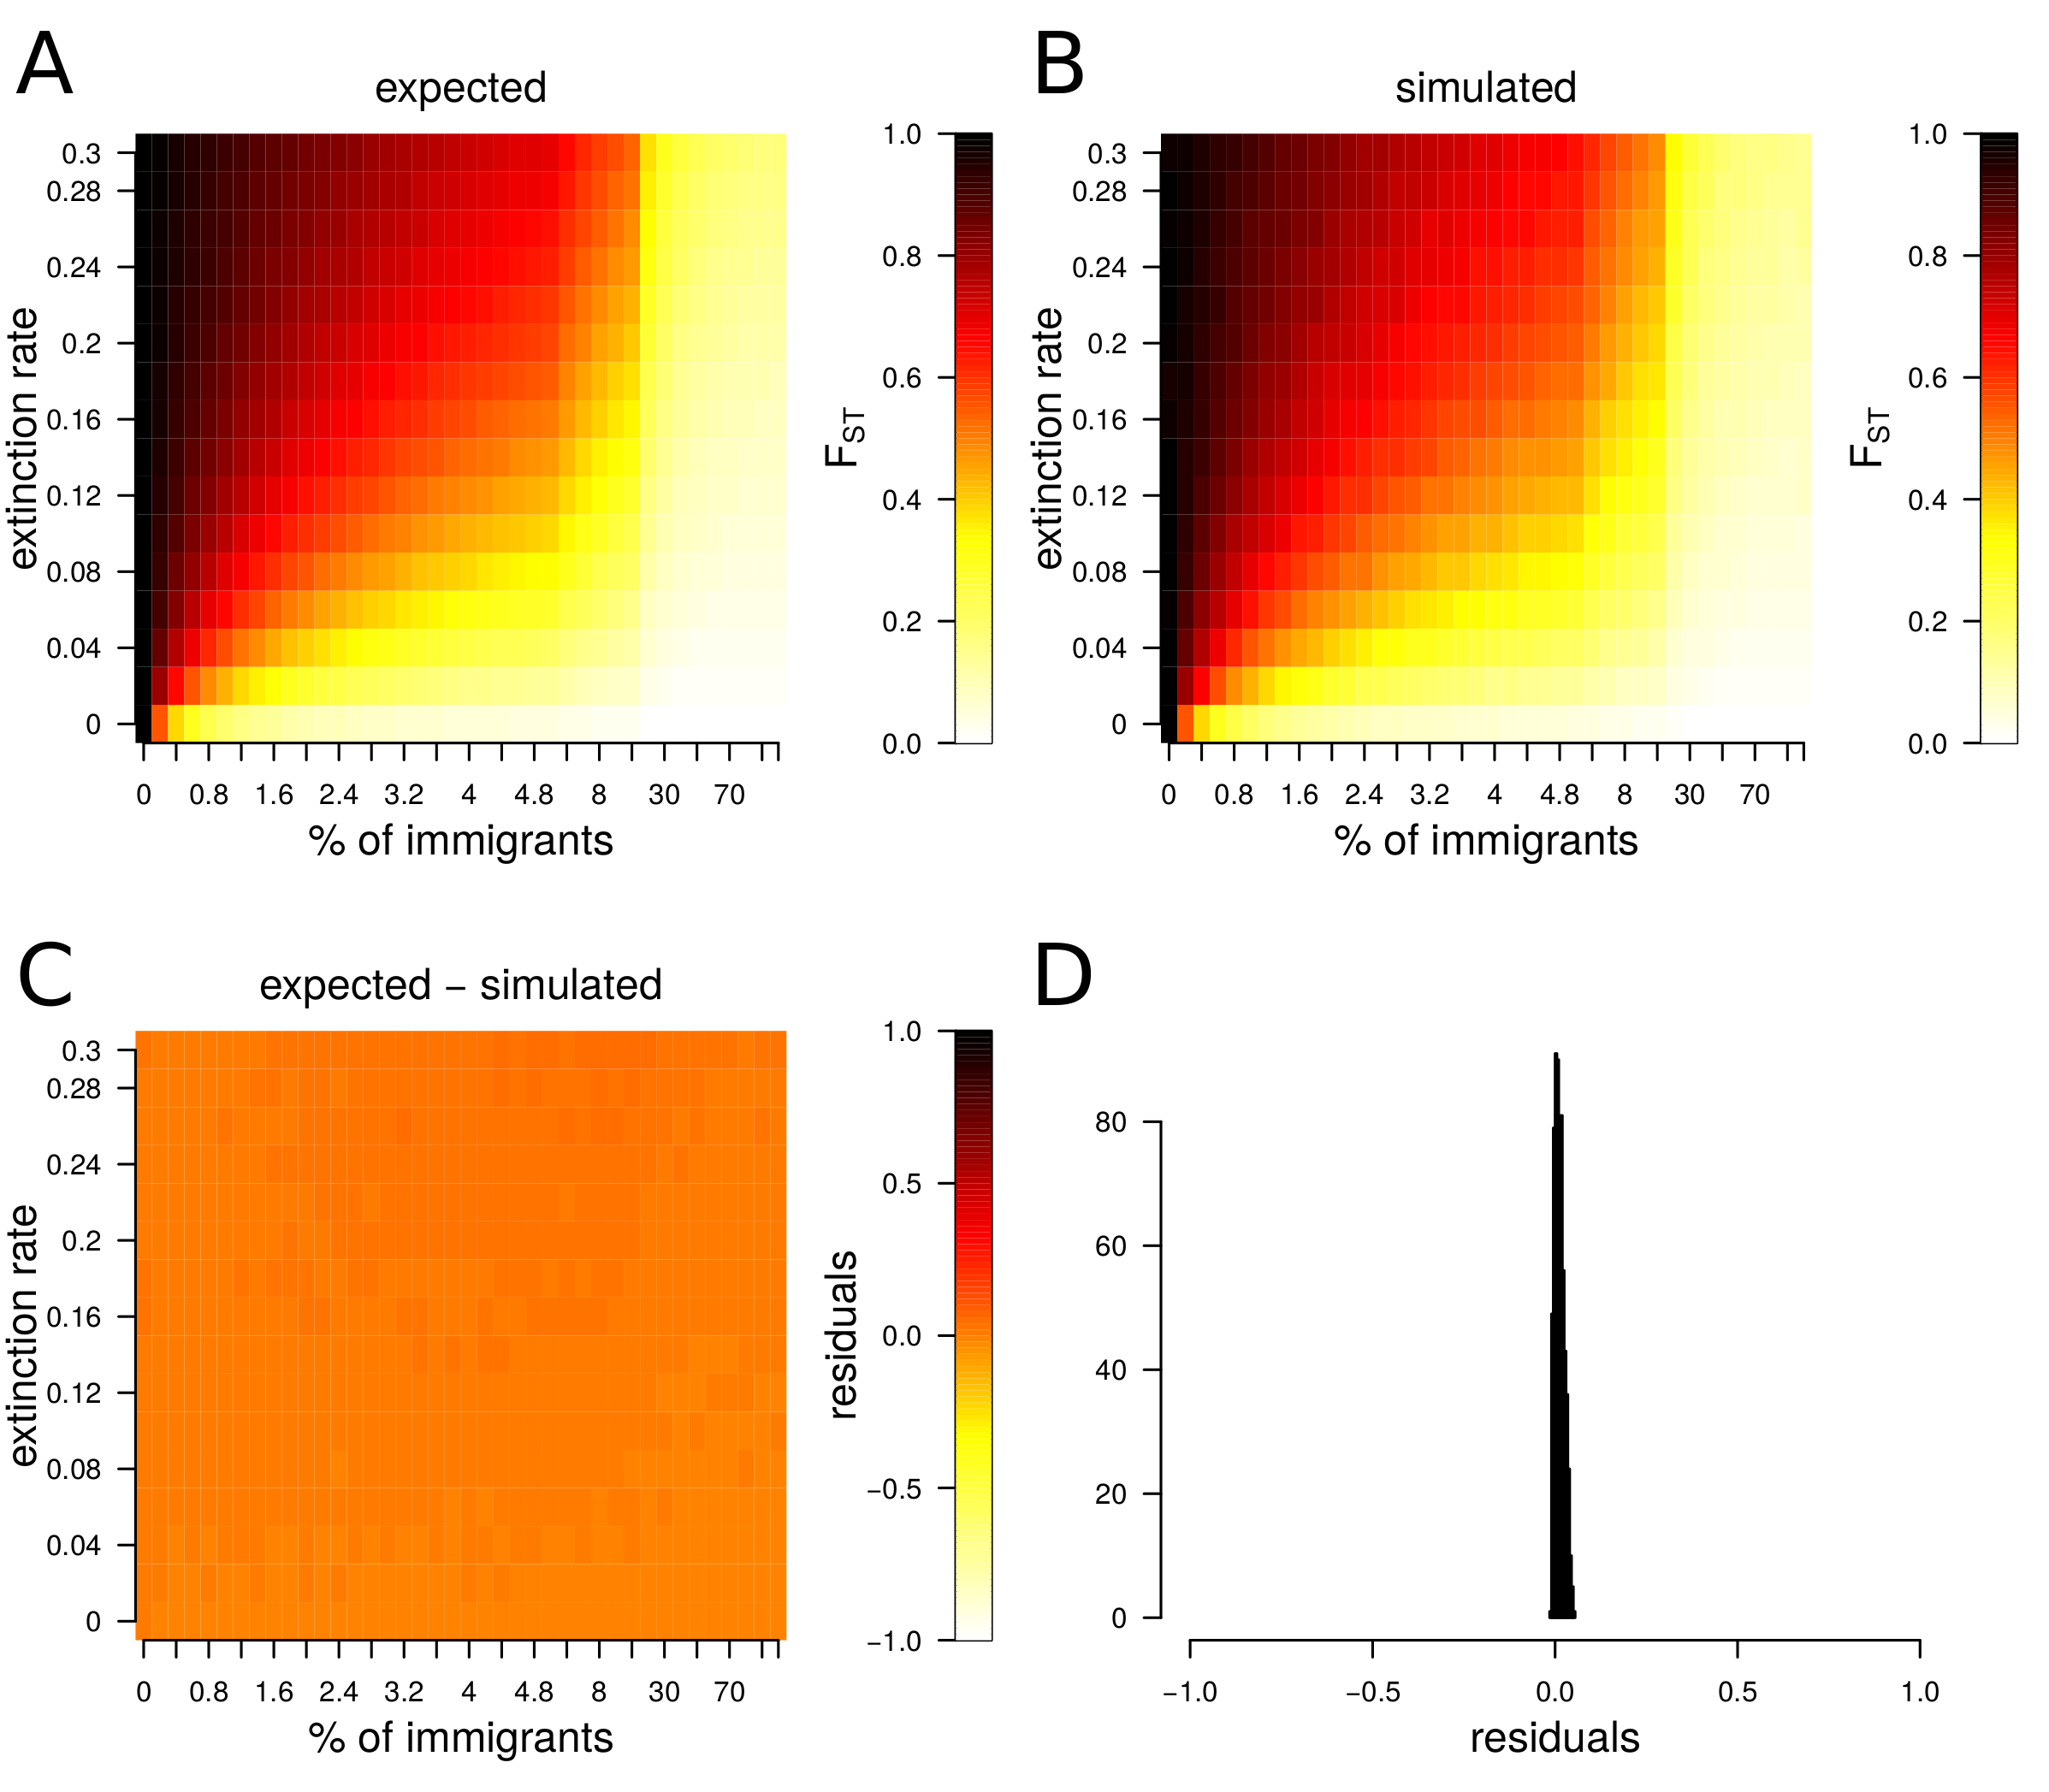 A
expected
0.3
0.28
0.24
0.2
0.16
0.12
0.08
0.04
0
extinction rate
0 0.8 1.6 2.4 3.2 4 4.8 8 30 70
% of immigrants
1.0
0.8
0.6
0.4
0.2
0.0
FST
B
simulated
0.3
0.28
0.24
0.2
0.16
0.12
0.08
0.04
0
extinction rate
0 0.8 1.6 2.4 3.2 4 4.8 8 30 70
% of immigrants
1.0
0.8
0.6
0.4
0.2
0.0
FST
C
expected − simulated
0.3
0.28
0.24
0.2
0.16
0.12
0.08
0.04
0
extinction rate
0 0.8 1.6 2.4 3.2 4 4.8 8 30 70
% of immigrants
1.0
0.5
0.0
−0.5
−1.0
residuals
D
80
60
40
20
0
−1.0 −0.5 0.0 0.5 1.0
residuals